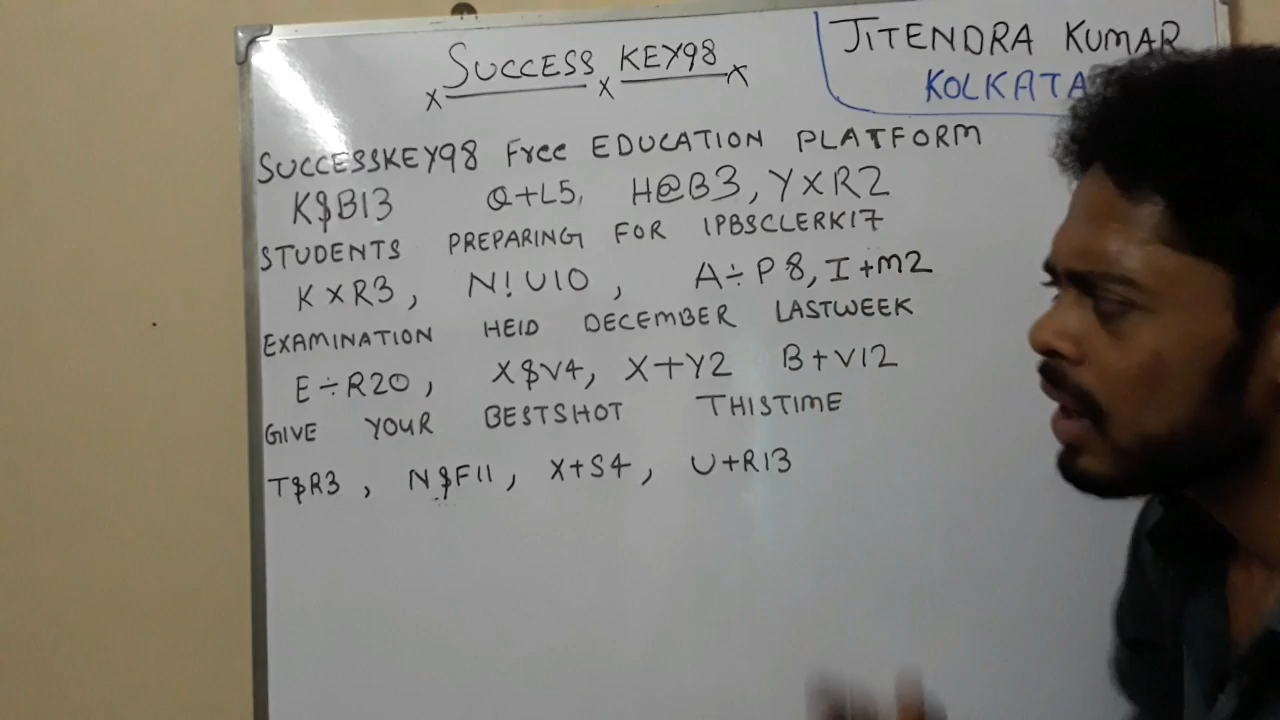 SUCCESS KEY98
JITENDRA KUMAR
KOLKATA
SUCCESSKEY98 Free EDUCATION PLATFORM
K$B13 Q+L5, H@B3, Y×R2
STUDENTS PREPARING FOR IPBSCLERK17
K×R3, N!U10, A÷P8, I+M2
EXAMINATION HElD DECEMBER LASTWEEK
E÷R20, X$V4, X+Y2 B+V12
GIVE YOUR BESTSHOT THISTIME
T$R3, N$F11, X+S4, U+R13